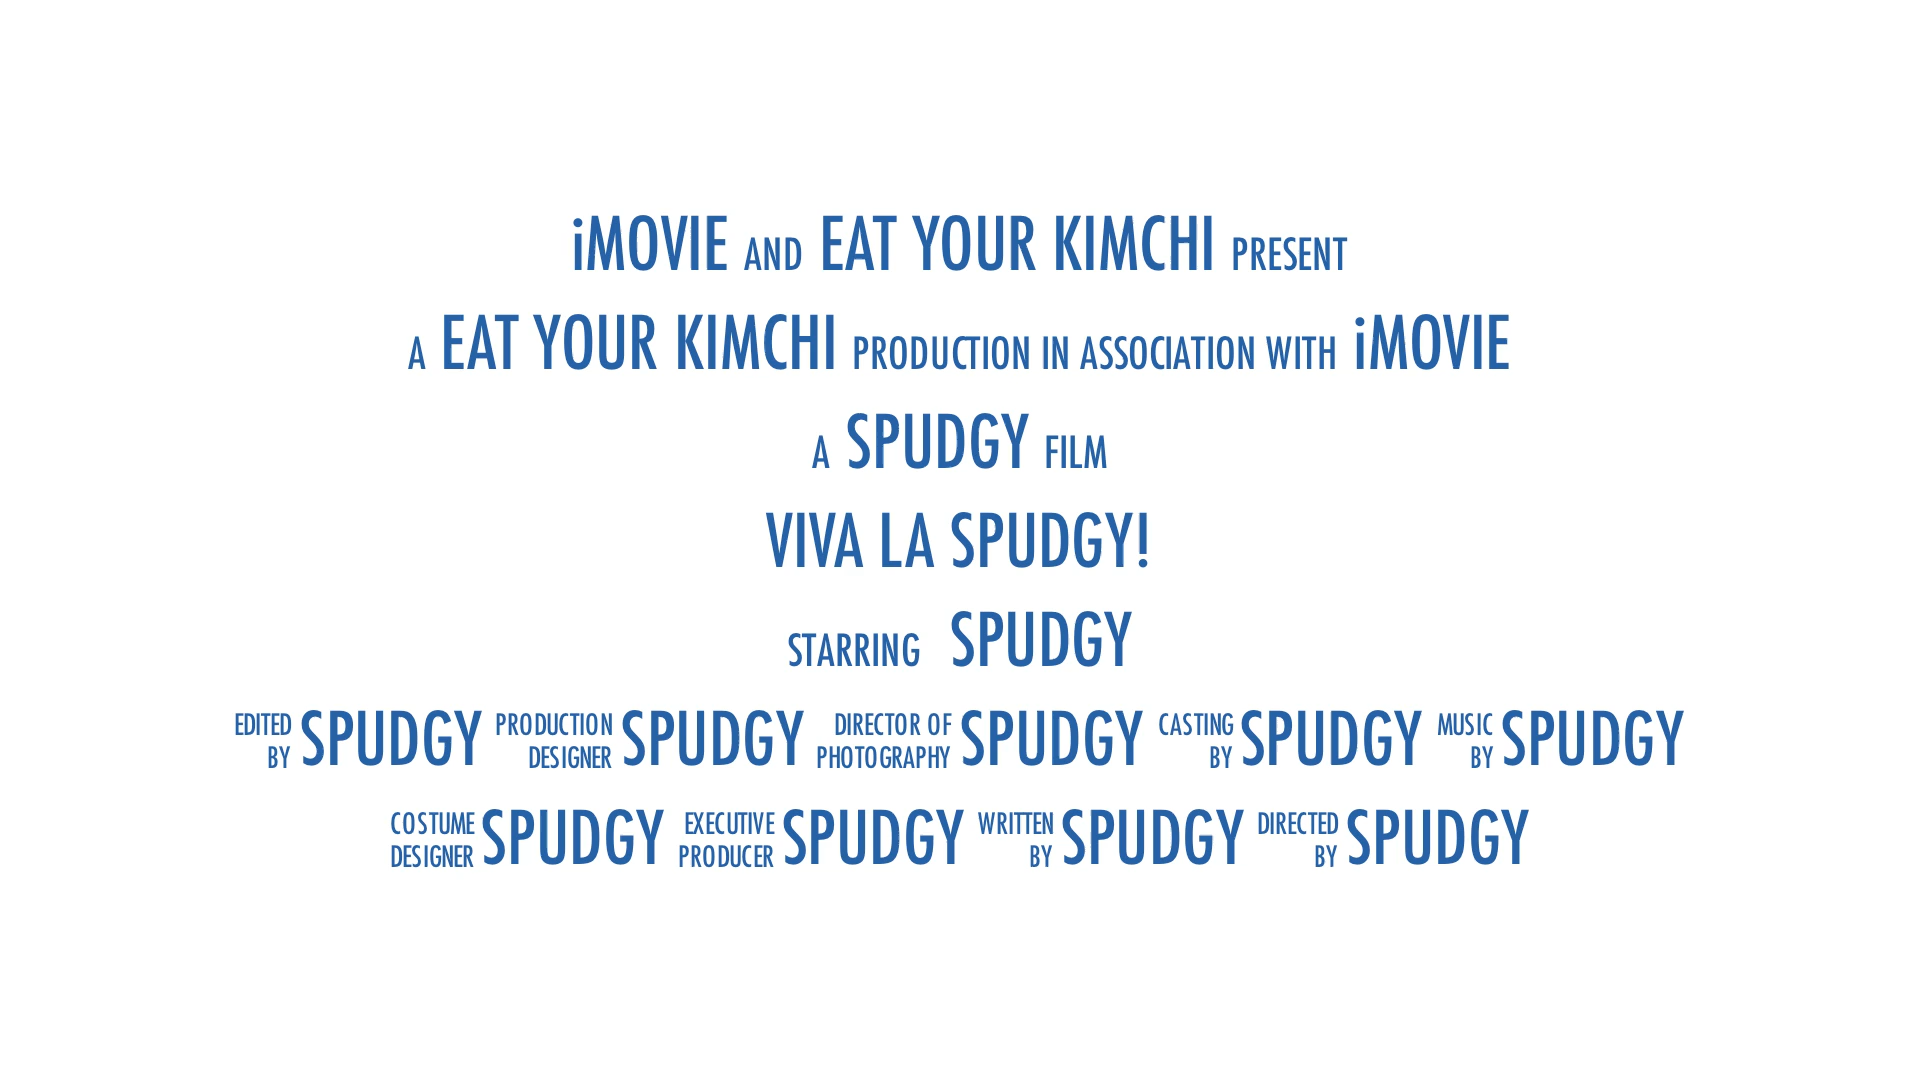 iMOVIE AND EAT YOUR KIMCHI PRESENT
A EAT YOUR KIMCHI PRODUCTION IN ASSOCIATION WITH iMOVIE
A SPUDGY FILM
VIVA LA SPUDGY!
STARRING SPUDGY
EDITED BY SPUDGY PRODUCTION DESIGNER SPUDGY DIRECTOR OF PHOTOGRAPHY SPUDGY CASTING BY SPUDGY MUSIC BY SPUDGY
COSTUME DESIGNER SPUDGY EXECUTIVE PRODUCER SPUDGY WRITTEN BY SPUDGY DIRECTED BY SPUDGY